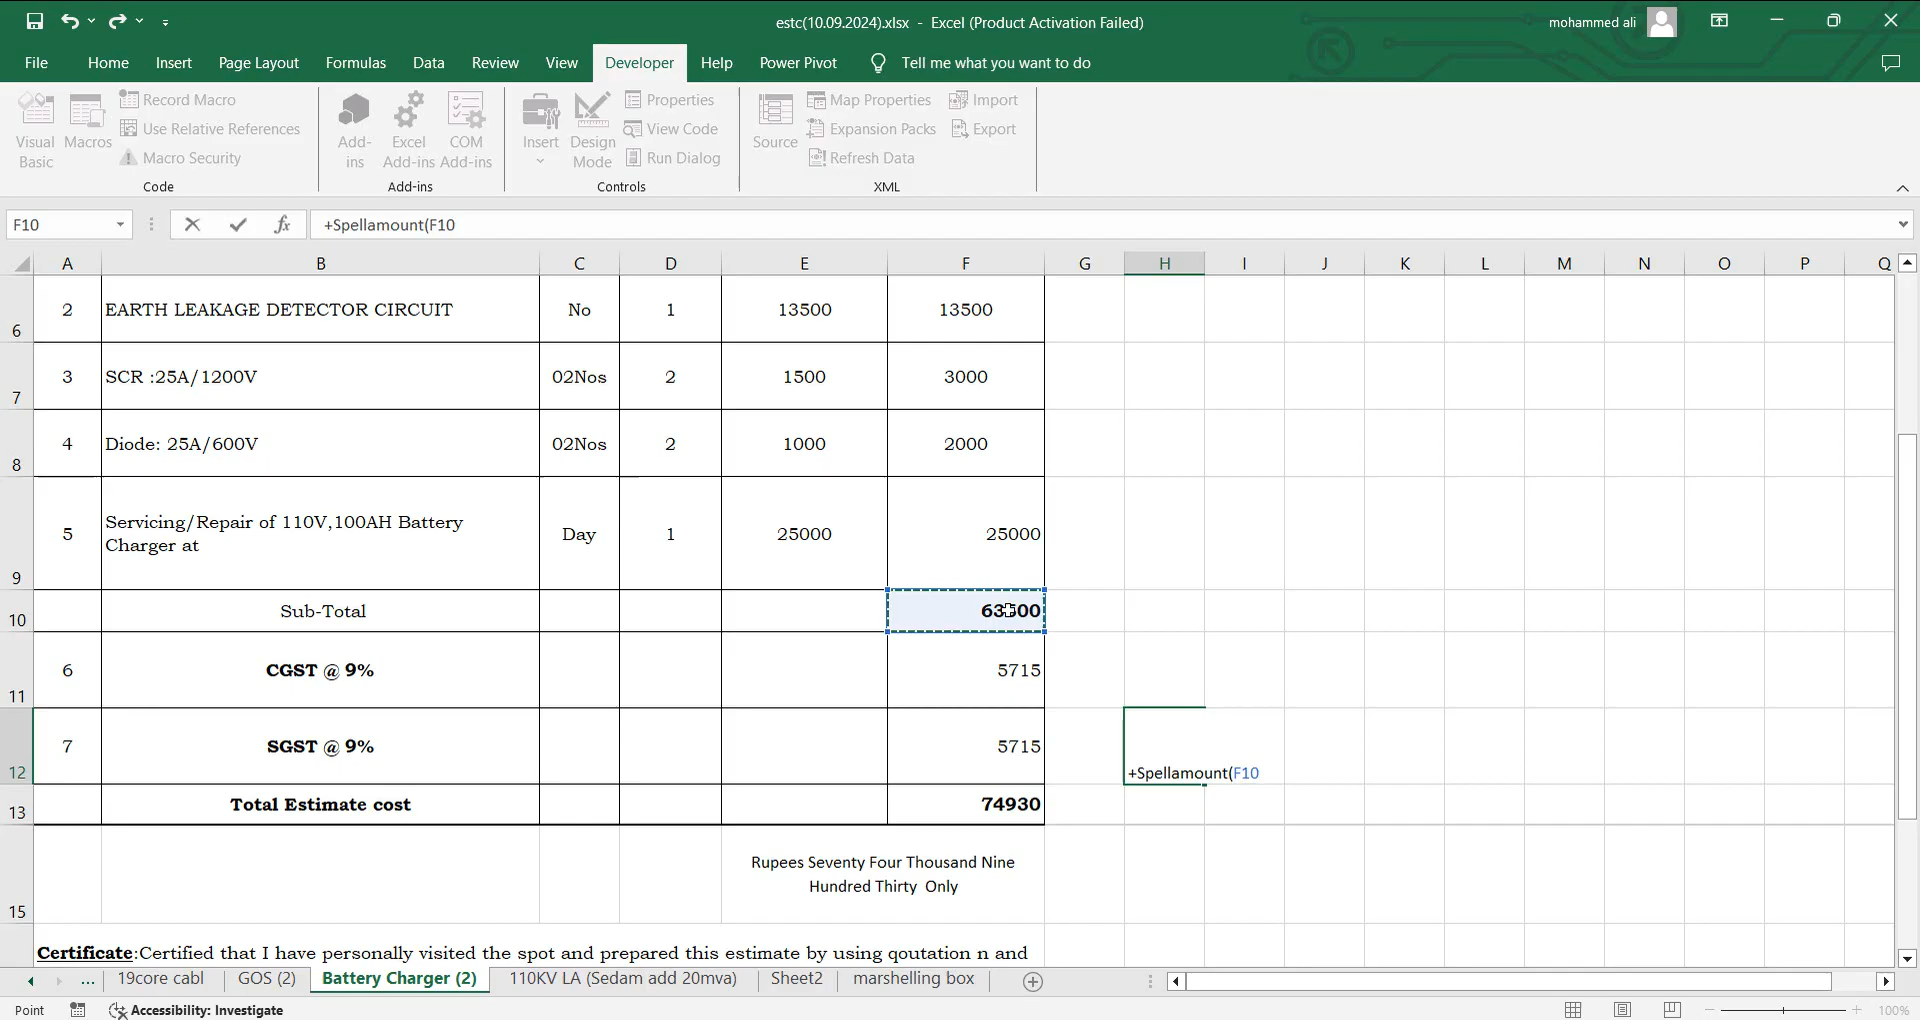 estc(10.09.2024).xlsx - Excel (Product Activation Failed)
mohammed ali
File Home Insert Page Layout Formulas Data Review View Developer Help Power Pivot Tell me what you want to do
Visual Basic
Macros
Record Macro
Use Relative References
Macro Security
Code
Add-ins
Excel Add-ins
COM Add-ins
Add-ins
Insert
Design Mode
Properties
View Code
Run Dialog
Controls
Source
Map Properties
Expansion Packs
Refresh Data
Import
Export
XML
F10 fx +Spellamount(F10
A B C D E F G H I J K L M N O P Q
6 2 EARTH LEAKAGE DETECTOR CIRCUIT No 1 13500 13500
7 3 SCR :25A/1200V 02Nos 2 1500 3000
8 4 Diode: 25A/600V 02Nos 2 1000 2000
9 5 Servicing/Repair of 110V,100AH Battery Day 1 25000 25000
Charger at
10 Sub-Total 63500
11 6 CGST @ 9% 5715
12 7 SGST @ 9% 5715 +Spellamount(F10
13 Total Estimate cost 74930
15 Rupees Seventy Four Thousand Nine
Hundred Thirty Only
Certificate:Certified that I have personally visited the spot and prepared this estimate by using qoutation n and
... 19core cabl GOS (2) Battery Charger (2) 110KV LA (Sedam add 20mva) Sheet2 marshelling box
Point Accessibility: Investigate 100%